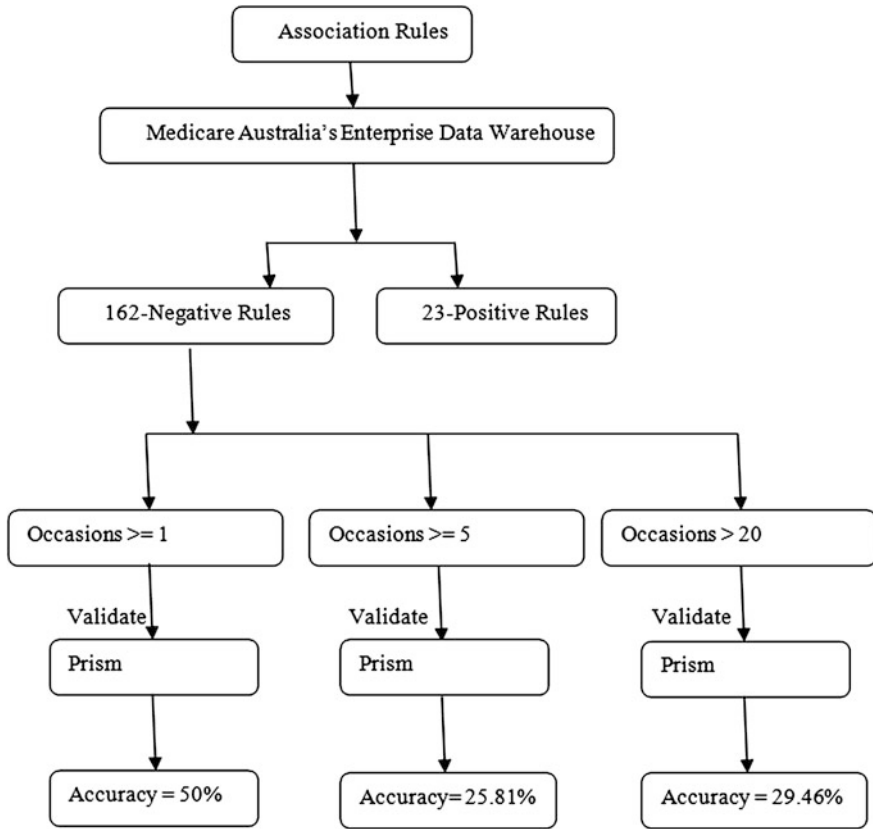 Association Rules
Medicare Australia’s Enterprise Data Warehouse
162-Negative Rules
23-Positive Rules
Occasions >= 1
Occasions >= 5
Occasions > 20
Validate
Validate
Validate
Prism
Prism
Prism
Accuracy = 50%
Accuracy= 25.81%
Accuracy = 29.46%